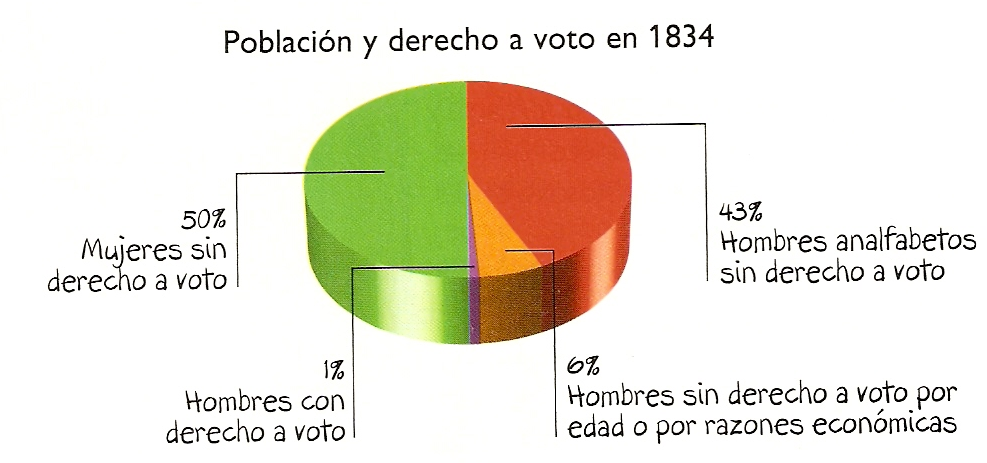 Población y derecho a voto en 1834
50%
Mujeres sin
derecho a voto
43%
Hombres analfabetos
sin derecho a voto
1%
Hombres con
derecho a voto
6%
Hombres sin derecho a voto por
edad o por razones económicas